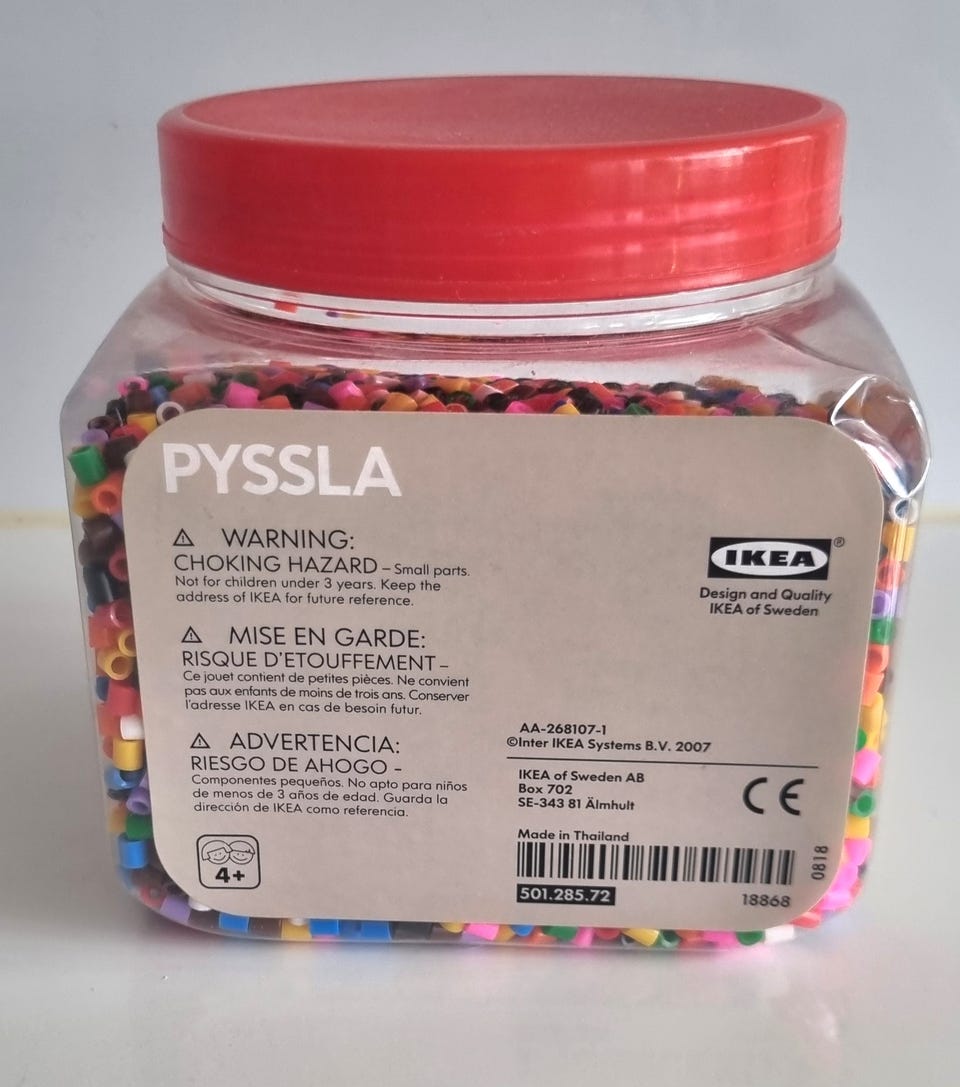 PYSSLA
WARNING:
CHOKING HAZARD – Small parts.
Not for children under 3 years. Keep the
address of IKEA for future reference.
MISE EN GARDE:
RISQUE D'ETOUFFEMENT –
Ce jouet contient de petites pièces. Ne convient
pas aux enfants de moins de trois ans. Conserver
l'adresse IKEA en cas de besoin futur.
ADVERTENCIA:
RIESGO DE AHOGO –
Componentes pequeños. No apto para niños
de menos de 3 años de edad. Guarda la
dirección de IKEA como referencia.
4+
IKEA®
Design and Quality
IKEA of Sweden
AA-268107-1
©Inter IKEA Systems B.V. 2007
IKEA of Sweden AB
Box 702
SE-343 81 Älmhult
CE
Made in Thailand
501.285.72
18868
0818